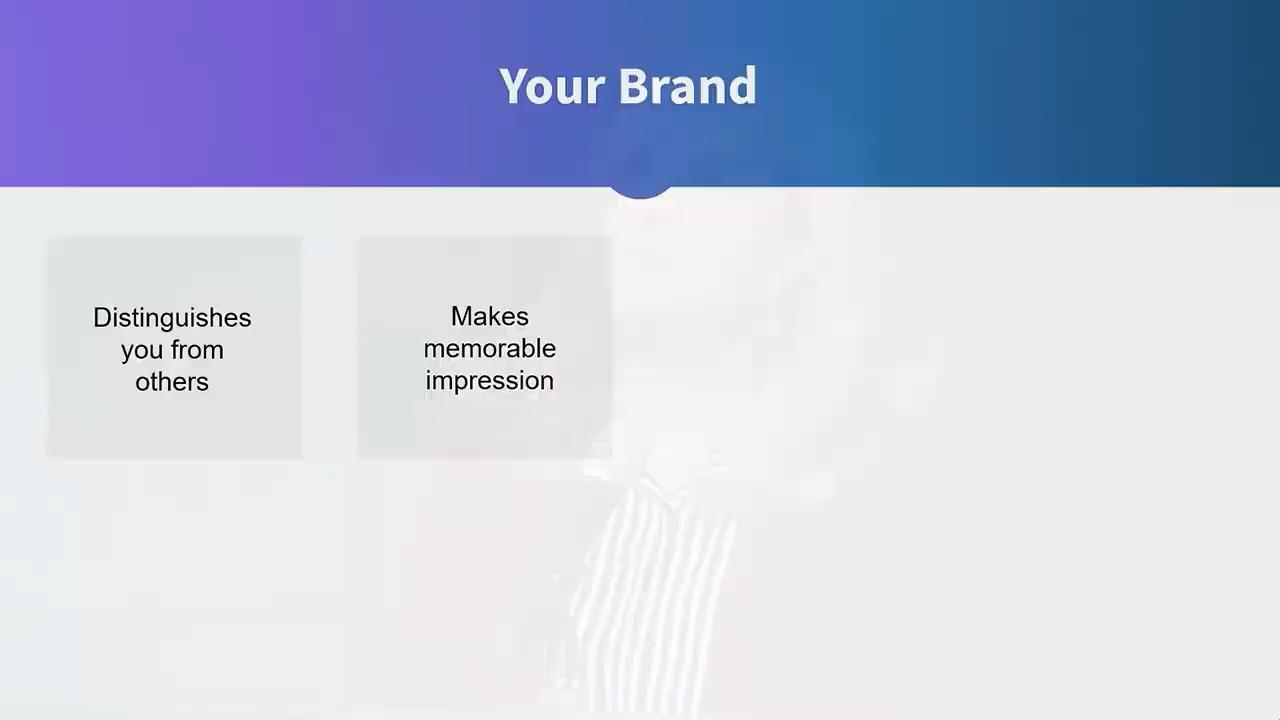 Your Brand
Distinguishes
you from
others
Makes
memorable
impression